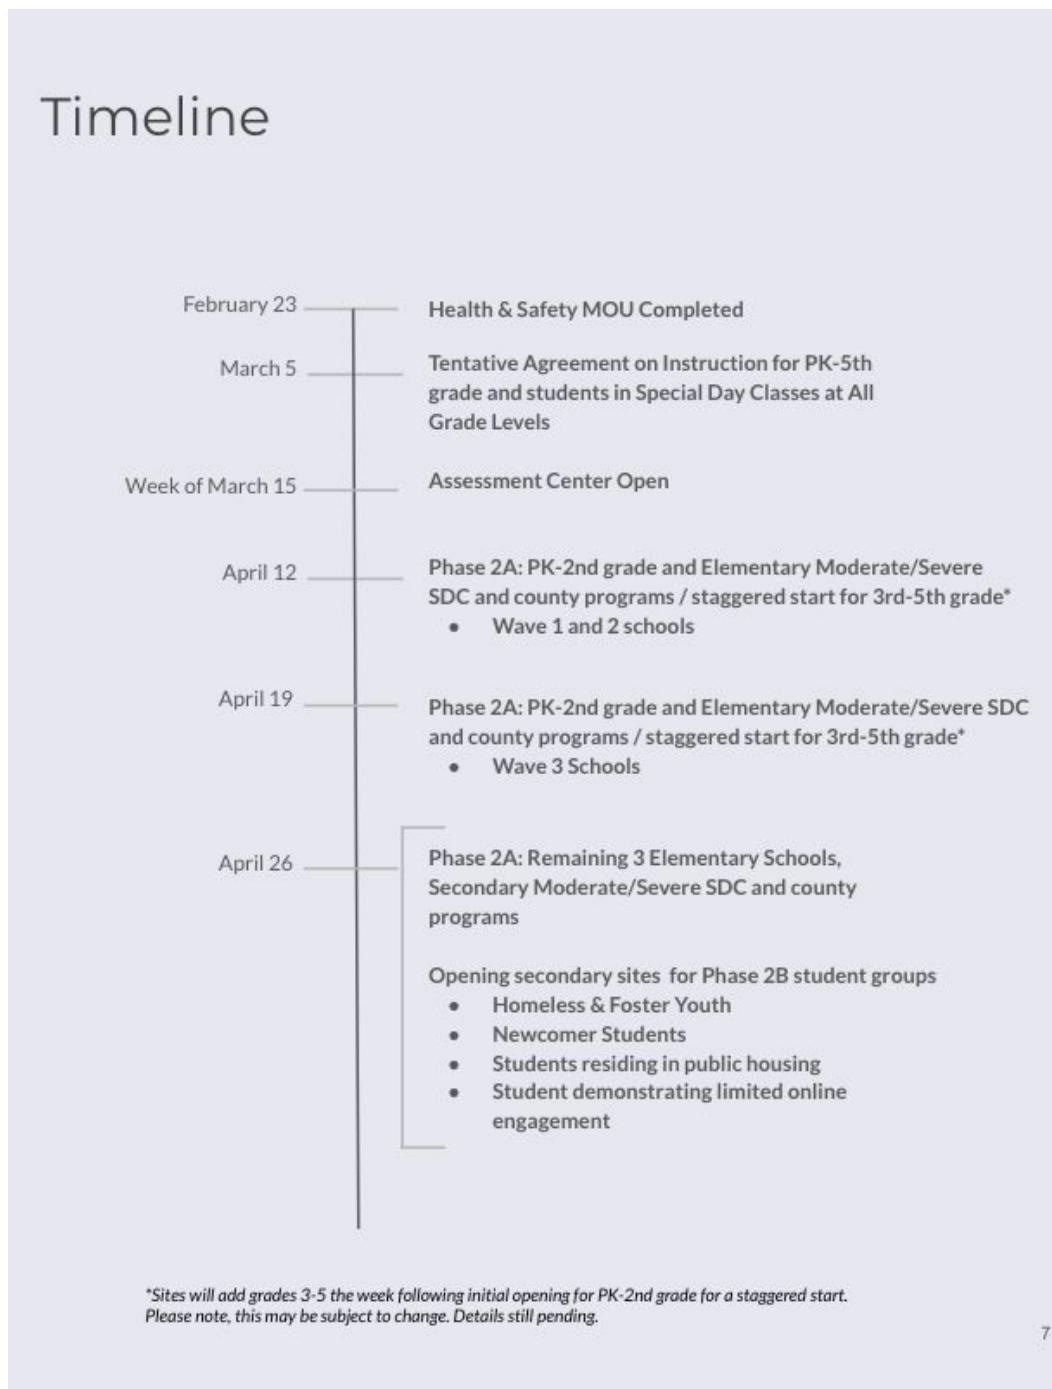 Timeline
February 23
Health & Safety MOU Completed
March 5
Tentative Agreement on Instruction for PK-5th
grade and students in Special Day Classes at All
Grade Levels
Week of March 15
Assessment Center Open
April 12
Phase 2A: PK-2nd grade and Elementary Moderate/Severe
SDC and county programs / staggered start for 3rd-5th grade*
● Wave 1 and 2 schools
April 19
Phase 2A: PK-2nd grade and Elementary Moderate/Severe SDC
and county programs / staggered start for 3rd-5th grade*
● Wave 3 Schools
April 26
Phase 2A: Remaining 3 Elementary Schools,
Secondary Moderate/Severe SDC and county
programs
Opening secondary sites for Phase 2B student groups
● Homeless & Foster Youth
● Newcomer Students
● Students residing in public housing
● Student demonstrating limited online
engagement
*Sites will add grades 3-5 the week following initial opening for PK-2nd grade for a staggered start.
Please note, this may be subject to change. Details still pending.
7